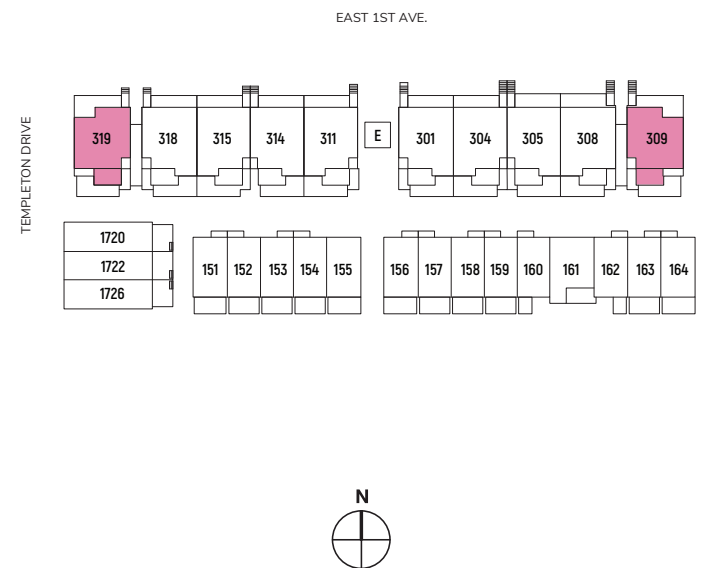 EAST 1ST AVE.
TEMPLETON DRIVE
319 318 315 314 311 E 301 304 305 308 309
1720
1722
1726
151 152 153 154 155 156 157 158 159 160 161 162 163 164
N